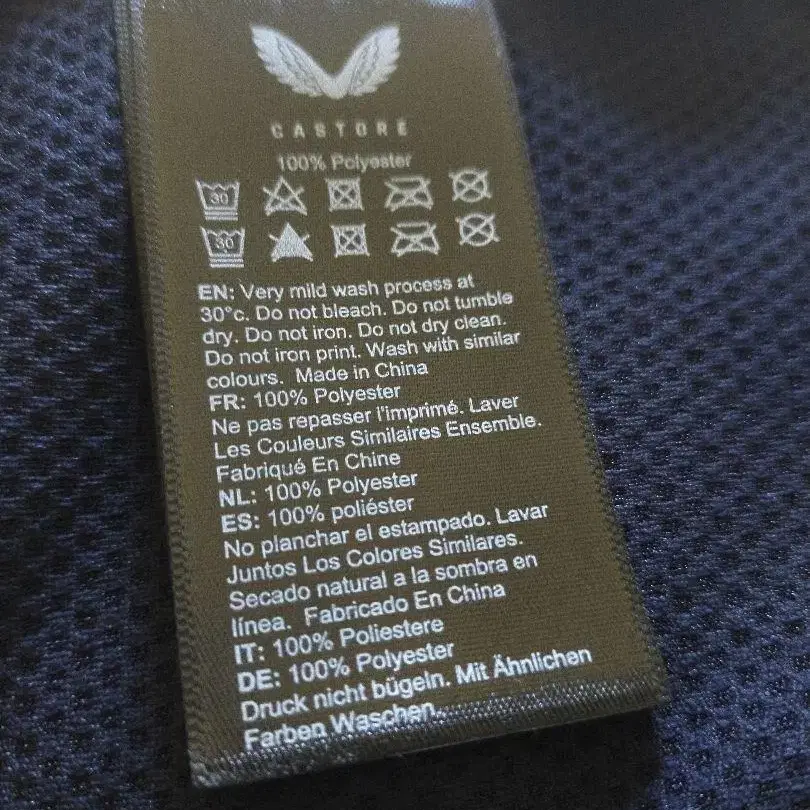 CASTORE
100% Polyester
30
30
EN: Very mild wash process at
30°c. Do not bleach. Do not tumble
dry. Do not iron. Do not dry clean.
Do not iron print. Wash with similar
colours. Made in China
FR: 100% Polyester
Ne pas repasser l'imprimé. Laver
Les Couleurs Similaires Ensemble.
Fabriqué En Chine
NL: 100% Polyester
ES: 100% poliéster
No planchar el estampado. Lavar
Juntos Los Colores Similares.
Secado natural a la sombra en
línea. Fabricado En China
IT: 100% Poliestere
DE: 100% Polyester
Druck nicht bügeln. Mit Ähnlichen
Farben Waschen.